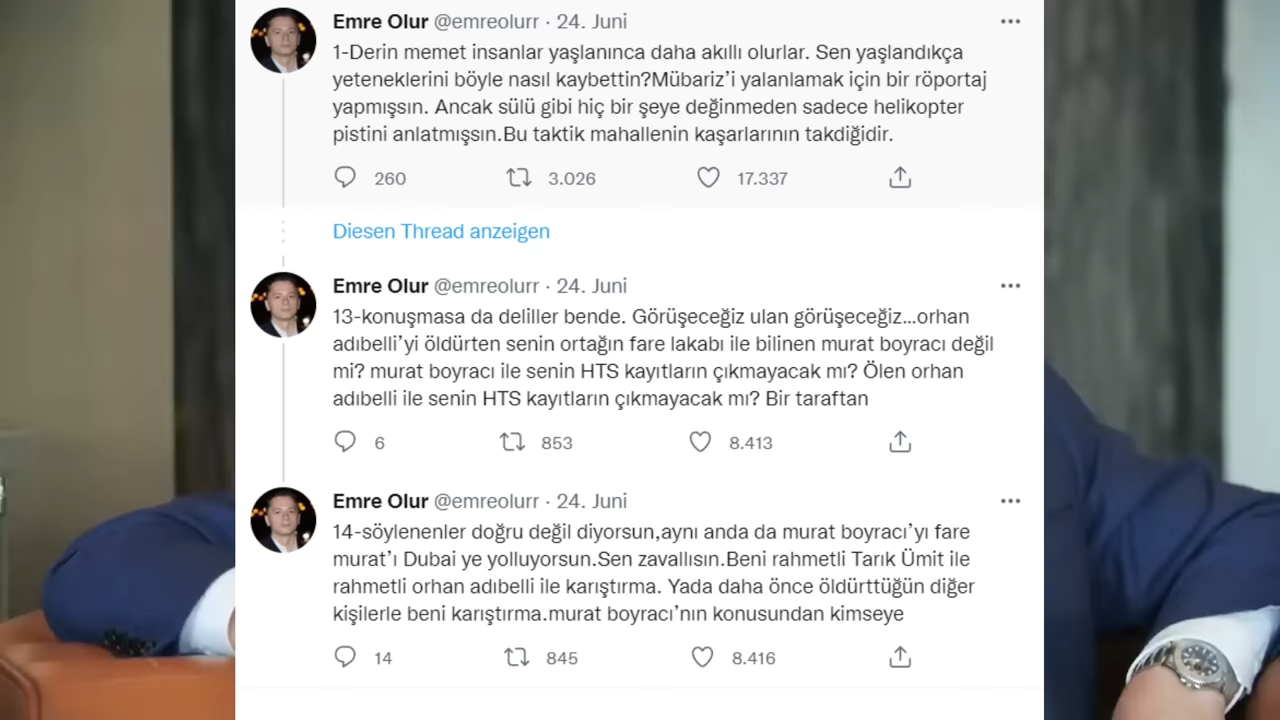 Emre Olur @emreolurr · 24. Juni
1-Derin memet insanlar yaşlanınca daha akıllı olurlar. Sen yaşlandıkça
yeteneklerini böyle nasıl kaybettin?Mübariz’i yalanlamak için bir röportaj
yapmışsın. Ancak sülü gibi hiç bir şeye değinmeden sadece helikopter
pistini anlatmışsın.Bu taktik mahallenin kaşarlarının takdiğidir.
260 3.026 17.337
Diesen Thread anzeigen
Emre Olur @emreolurr · 24. Juni
13-konuşmasa da deliller bende. Görüşeceğiz ulan görüşeceğiz...orhan
adıbelli’yi öldürten senin ortağın fare lakabı ile bilinen murat boyracı değil
mi? murat boyracı ile senin HTS kayıtların çıkmayacak mı? Ölen orhan
adıbelli ile senin HTS kayıtların çıkmayacak mı? Bir taraftan
6 853 8.413
Emre Olur @emreolurr · 24. Juni
14-söylenenler doğru değil diyorsun,aynı anda da murat boyracı’yı fare
murat’ı Dubai ye yolluyorsun.Sen zavallısın.Beni rahmetli Tarık Ümit ile
rahmetli orhan adıbelli ile karıştırma. Yada daha önce öldürttüğün diğer
kişilerle beni karıştırma.murat boyracı’nın konusundan kimseye
14 845 8.416